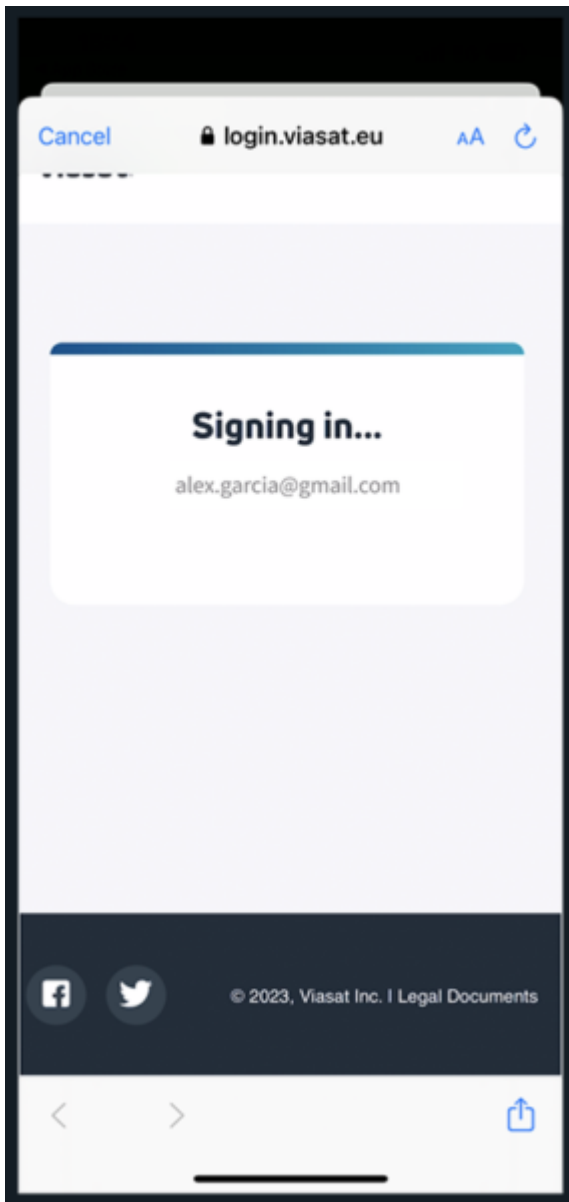 Cancel login.viasat.eu AA
Signing in...
alex.garcia@gmail.com
© 2023, Viasat Inc. I Legal Documents